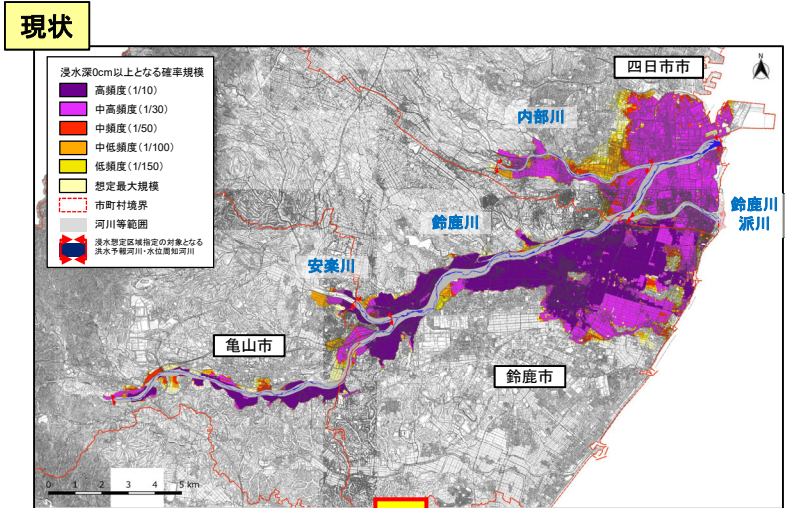 現状
浸水深0cm以上となる確率規模
高頻度(1/10)
中高頻度(1/30)
中頻度(1/50)
中低頻度(1/100)
低頻度(1/150)
想定最大規模
市町村境界
河川等範囲
浸水想定区域指定の対象となる
洪水予報河川・水位周知河川
四日市市
N
内部川
鈴鹿川
鈴鹿川
派川
安楽川
亀山市
鈴鹿市
0 1 2 3 4 5 km